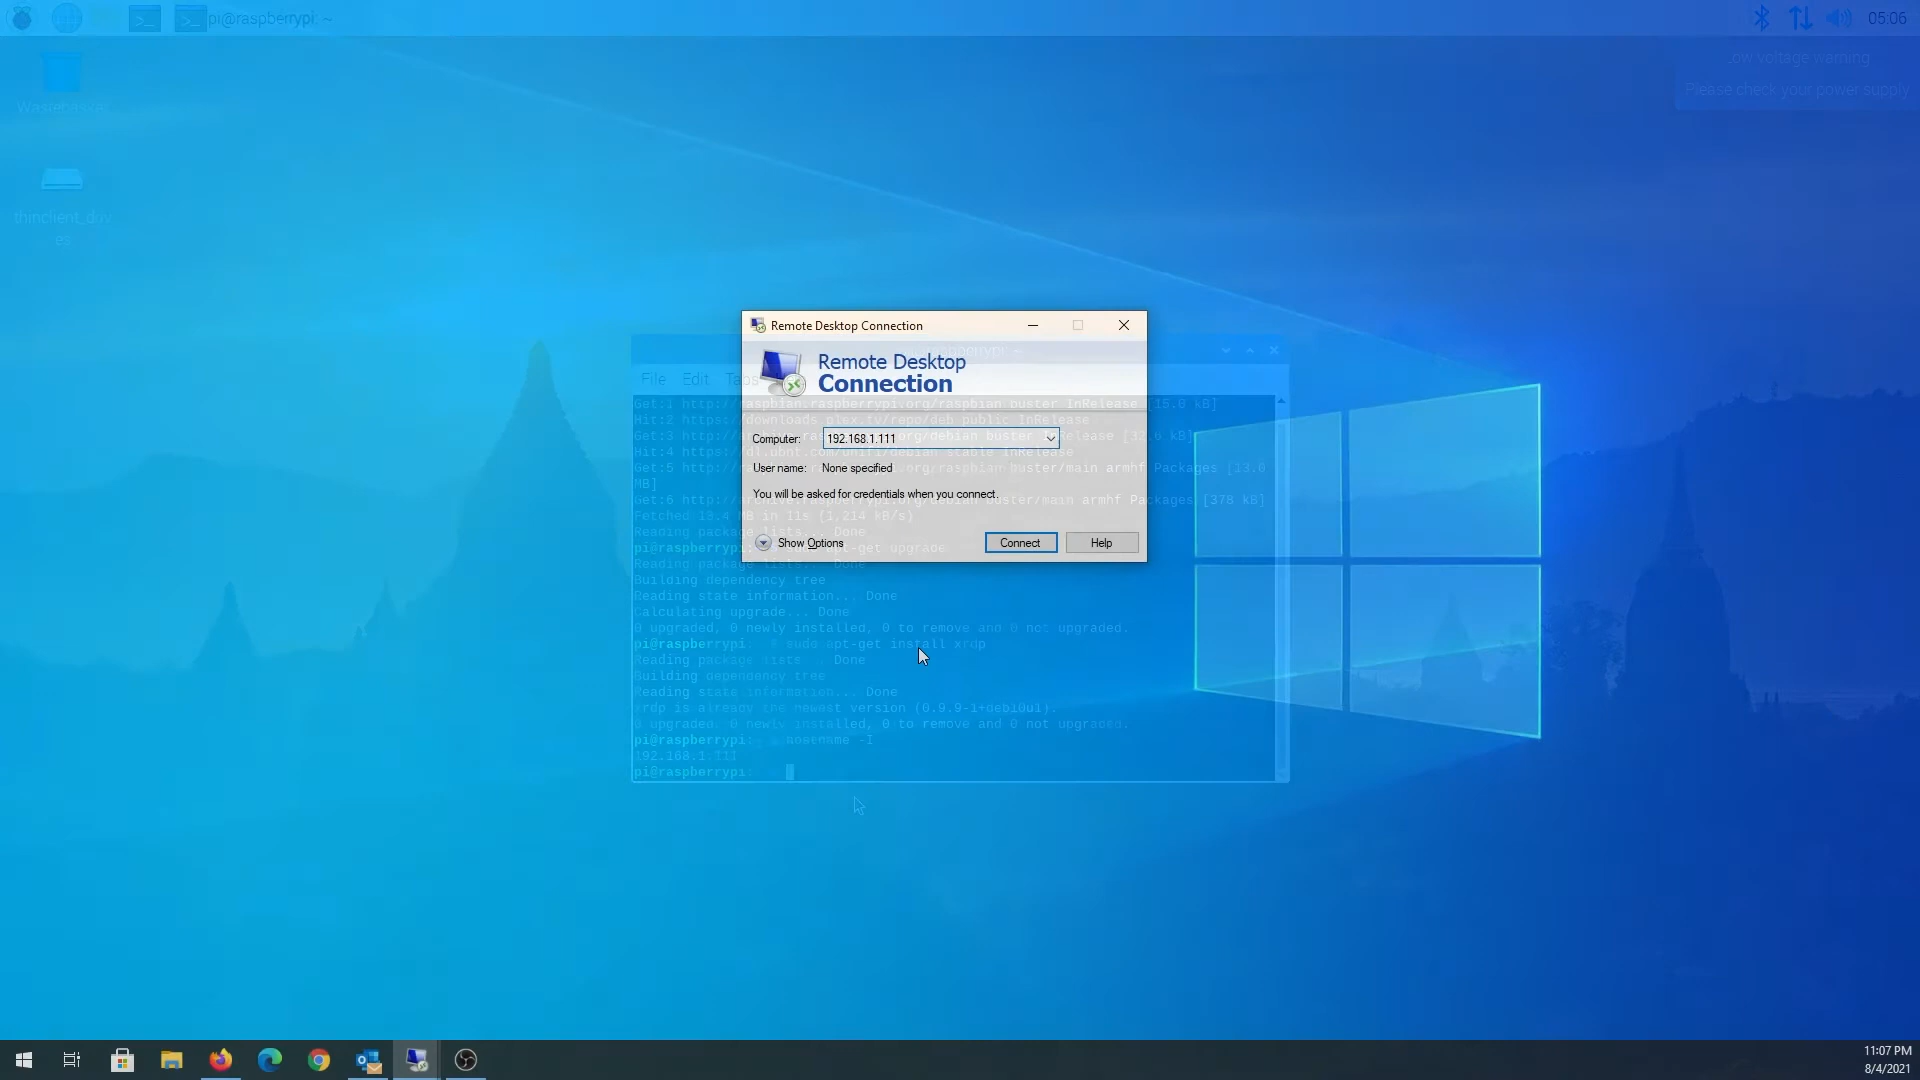 pi@raspberrypi: ~
05:06
Low voltage warning
Please check your power supply
Wastebasket
thinclient_driv
es
Remote Desktop Connection
Remote Desktop
Connection
File Edit Tabs
Get:1 http://raspbian.raspberrypi.org/raspbian buster InRelease [15.0 kB]
Hit:2 https://downloads.plex.tv/repo/deb public InRelease
Computer: 192.168.1.111
Get:3 http://archive.raspberrypi.org/debian buster InRelease [32.6 kB]
Hit:4 https://dl.ubnt.com/unifi/debian stable InRelease
User name: None specified
Get:5 http://raspbian.raspberrypi.org/raspbian buster/main armhf Packages [13.0
MB]
You will be asked for credentials when you connect.
Get:6 http://archive.raspberrypi.org/debian buster/main armhf Packages [378 kB]
Fetched 13.4 MB in 11s (1,214 kB/s)
Reading package lists... Done
Show Options
Connect
Help
pi@raspberrypi: sudo apt-get upgrade
Reading package lists... Done
Building dependency tree
Reading state information... Done
Calculating upgrade... Done
0 upgraded, 0 newly installed, 0 to remove and 0 not upgraded.
pi@raspberrypi: $ sudo apt-get install xrdp
Reading package lists... Done
Building dependency tree
Reading state information... Done
xrdp is already the newest version (0.9.9-1+deb10u1).
0 upgraded, 0 newly installed, 0 to remove and 0 not upgraded.
pi@raspberrypi: hostname -I
192.168.1.111
pi@raspberrypi:
11:07 PM
8/4/2021